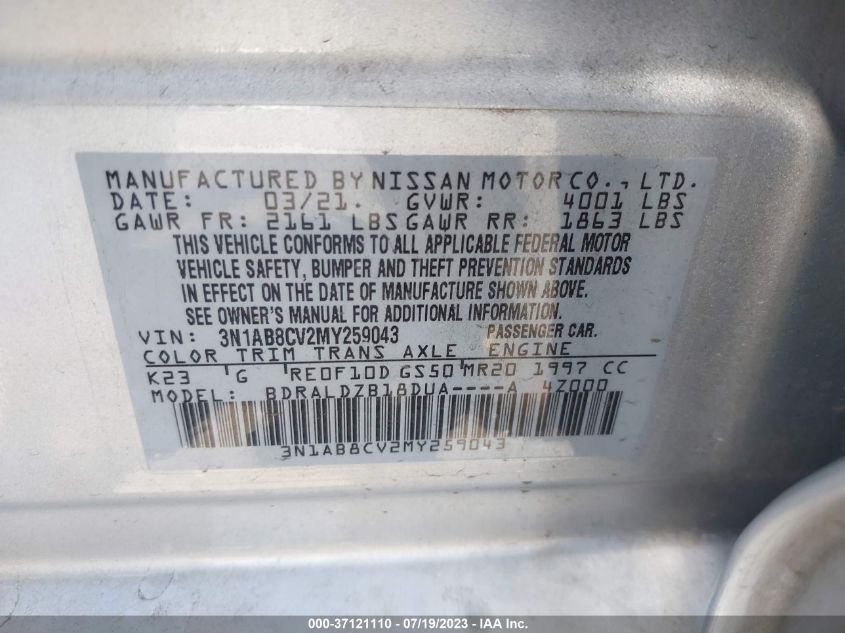 MANUFACTURED BY NISSAN MOTOR CO., LTD.
DATE: 03/21. GVWR: 4001 LBS
GAWR FR: 2161 LBS GAWR RR: 1863 LBS
THIS VEHICLE CONFORMS TO ALL APPLICABLE FEDERAL MOTOR
VEHICLE SAFETY, BUMPER AND THEFT PREVENTION STANDARDS
IN EFFECT ON THE DATE OF MANUFACTURE SHOWN ABOVE.
SEE OWNER'S MANUAL FOR ADDITIONAL INFORMATION.
VIN: 3N1AB8CV2MY259043 PASSENGER CAR.
COLOR TRIM TRANS AXLE ENGINE
K23 G RE0F10D GS50 MR20 1997 CC
MODEL: BDRALDZB18DUA----A 4Z000
3N1AB8CV2MY259043
000-37121110 - 07/19/2023 - IAA Inc.